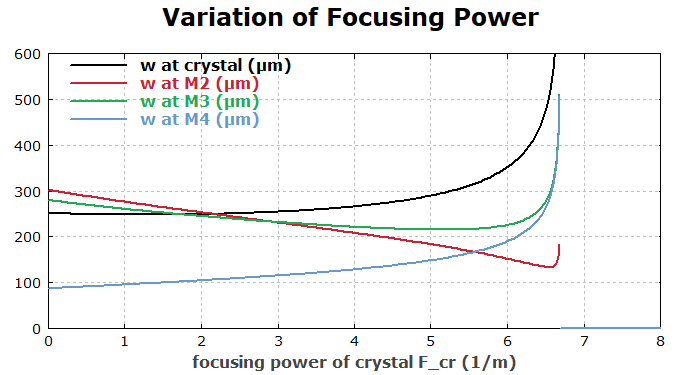 Variation of Focusing Power
600
500
400
300
200
100
0
w at crystal (µm)
w at M2 (µm)
w at M3 (µm)
w at M4 (µm)
0 1 2 3 4 5 6 7 8
focusing power of crystal F_cr (1/m)